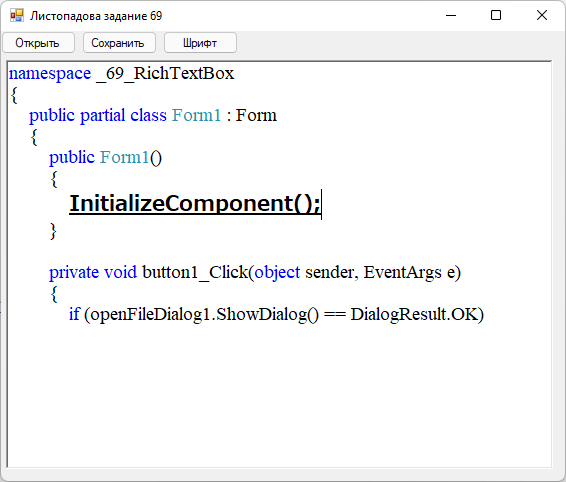 Листопадова задание 69
Открыть Сохранить Шрифт
namespace _69_RichTextBox
{
public partial class Form1 : Form
{
public Form1()
{
InitializeComponent();
}
private void button1_Click(object sender, EventArgs e)
{
if (openFileDialog1.ShowDialog() == DialogResult.OK)